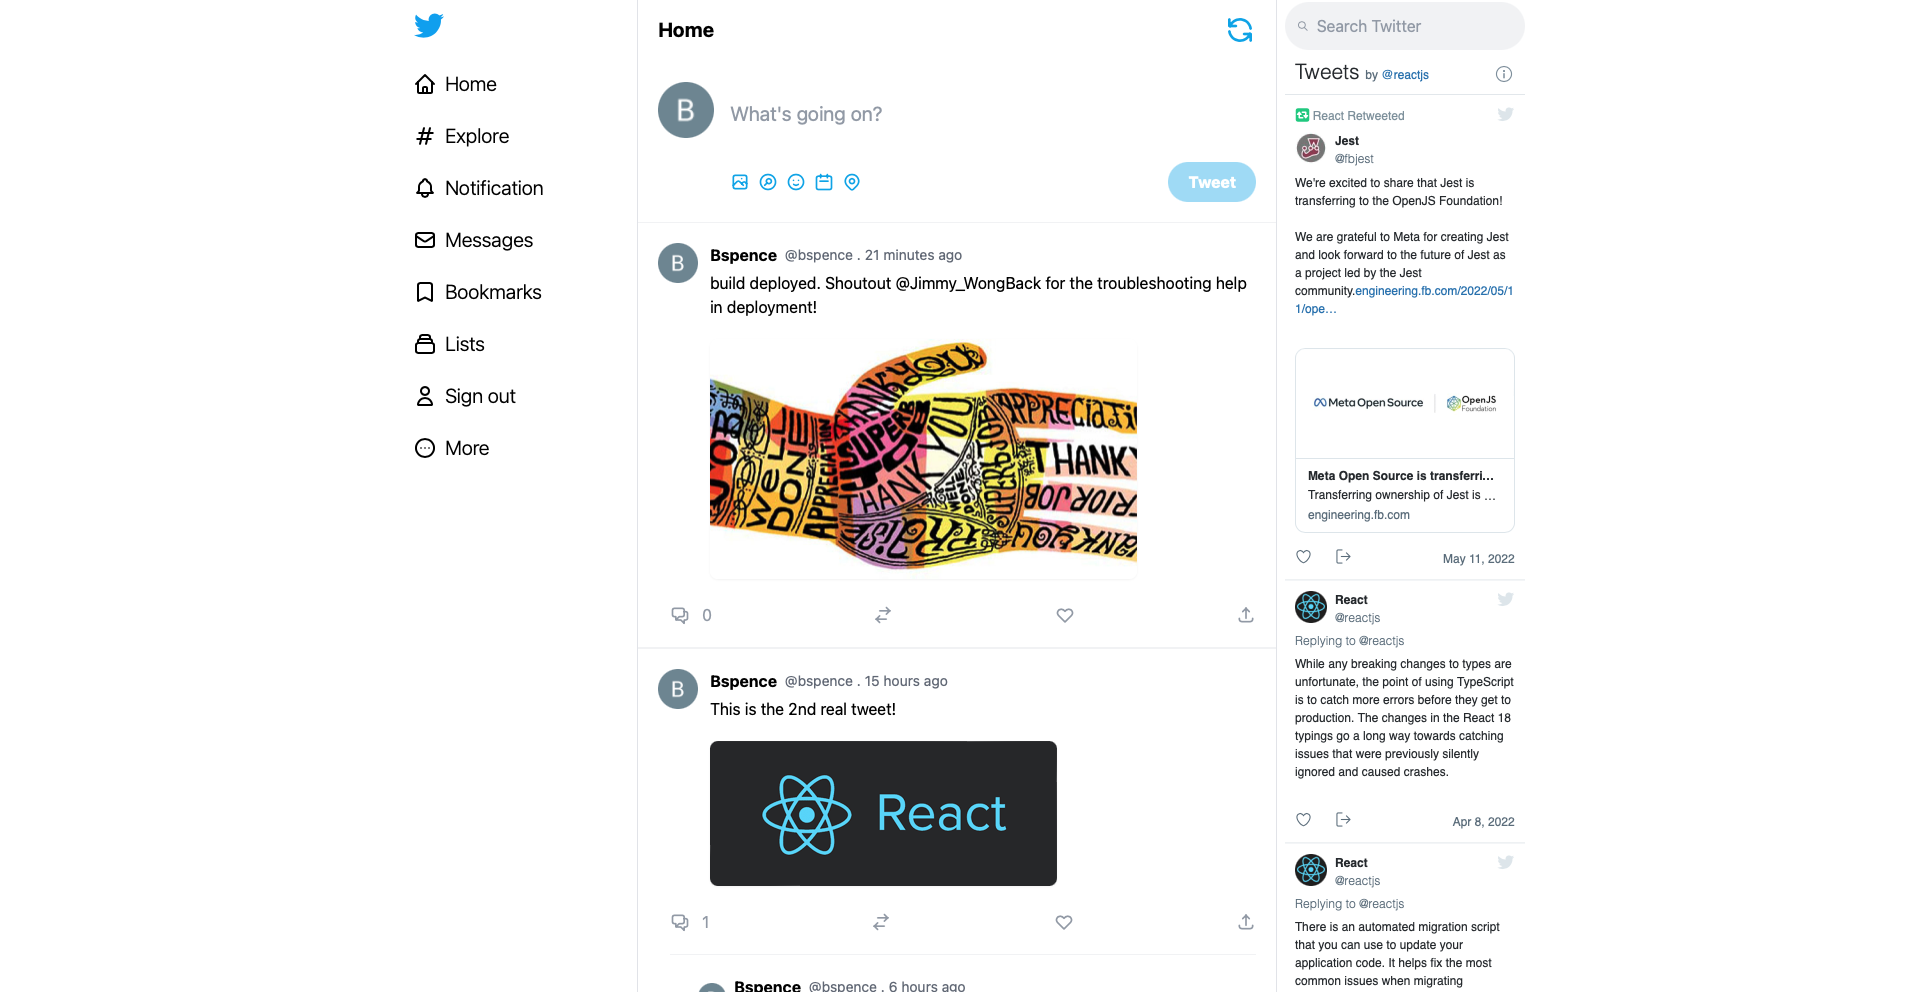 Home
Explore
Notification
Messages
Bookmarks
Lists
Sign out
More
Home
B
What's going on?
Tweet
B
Bspence @bspence . 21 minutes ago
build deployed. Shoutout @Jimmy_WongBack for the troubleshooting help
in deployment!
THANK YOU
APPRECIATION
SUPERB
WELL DONE
JOB
THANK
0
B
Bspence @bspence . 15 hours ago
This is the 2nd real tweet!
React
1
Bspence @bspence . 6 hours ago
Search Twitter
Tweets by @reactjs
React Retweeted
Jest
@fbjest
We're excited to share that Jest is
transferring to the OpenJS Foundation!
We are grateful to Meta for creating Jest
and look forward to the future of Jest as
a project led by the Jest
community.engineering.fb.com/2022/05/1
1/ope…
Meta Open Source
OpenJS
Foundation
Meta Open Source is transferri...
Transferring ownership of Jest is ...
engineering.fb.com
May 11, 2022
React
@reactjs
Replying to @reactjs
While any breaking changes to types are
unfortunate, the point of using TypeScript
is to catch more errors before they get to
production. The changes in the React 18
typings go a long way towards catching
issues that were previously silently
ignored and caused crashes.
Apr 8, 2022
React
@reactjs
Replying to @reactjs
There is an automated migration script
that you can use to update your
application code. It helps fix the most
common issues when migrating